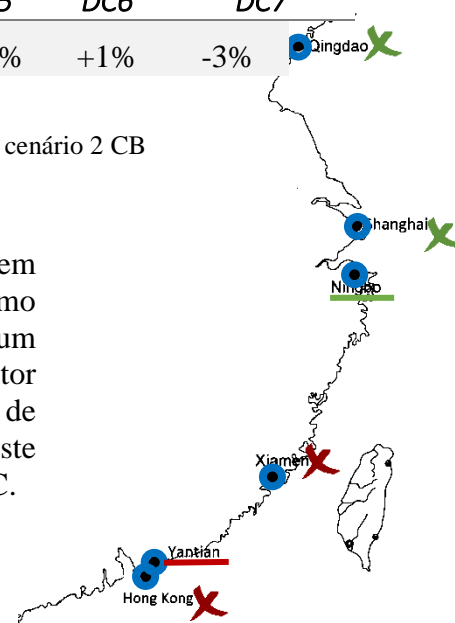 DC6 DC7
% +1% -3%
Qingdao
cenário 2 CB
Shanghai
em
mo
Ningbo
um
tor
de
ste
C.
Xiamen
Yantian
Hong Kong